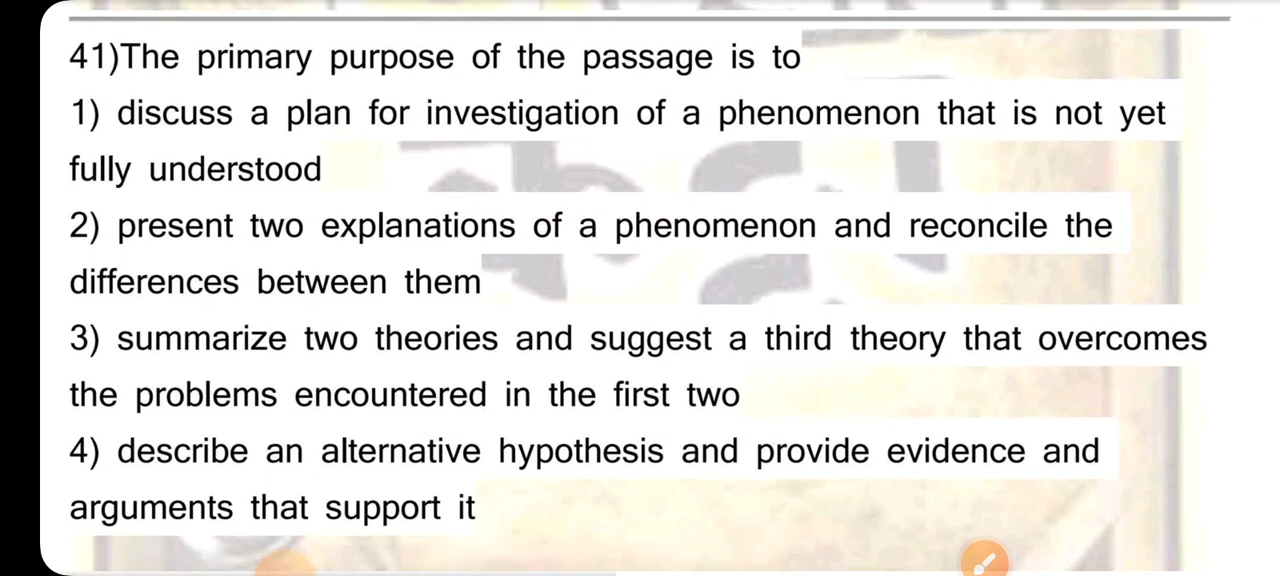 41)The primary purpose of the passage is to
1) discuss a plan for investigation of a phenomenon that is not yet
fully understood
2) present two explanations of a phenomenon and reconcile the
differences between them
3) summarize two theories and suggest a third theory that overcomes
the problems encountered in the first two
4) describe an alternative hypothesis and provide evidence and
arguments that support it